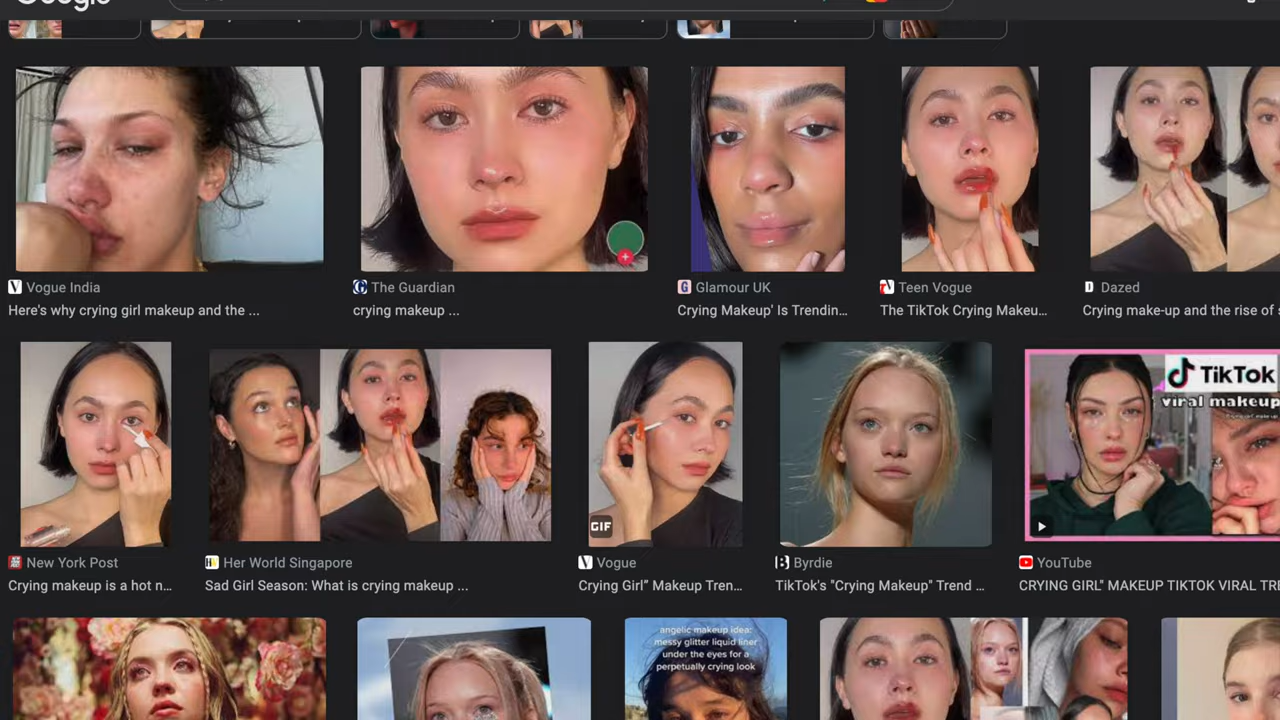 Google
Vogue India
The Guardian
Glamour UK
Teen Vogue
Dazed
Here's why crying girl makeup and the ...
crying makeup ...
Crying Makeup' Is Trendin...
The TikTok Crying Makeu...
Crying make-up and the rise of
TikTok
viral makeup
GIF
New York Post
Her World Singapore
Vogue
Byrdie
YouTube
Crying makeup is a hot n...
Sad Girl Season: What is crying makeup ...
Crying Girl” Makeup Tren...
TikTok's "Crying Makeup" Trend ...
CRYING GIRL" MAKEUP TIKTOK VIRAL
angelic makeup idea:
messy glitter liquid liner
under the eyes for a
perpetually crying look